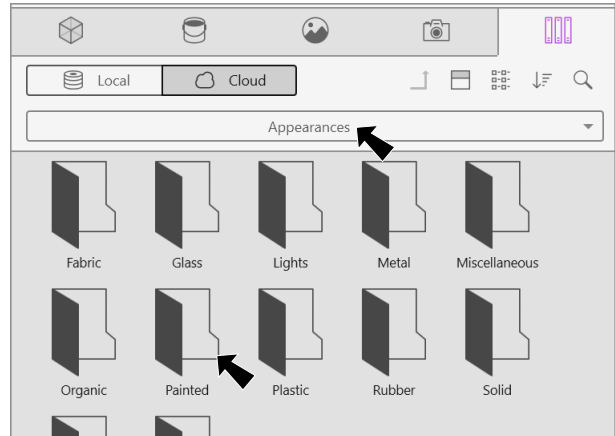 Local Cloud
Appearances
Fabric Glass Lights Metal Miscellaneous
Organic Painted Plastic Rubber Solid